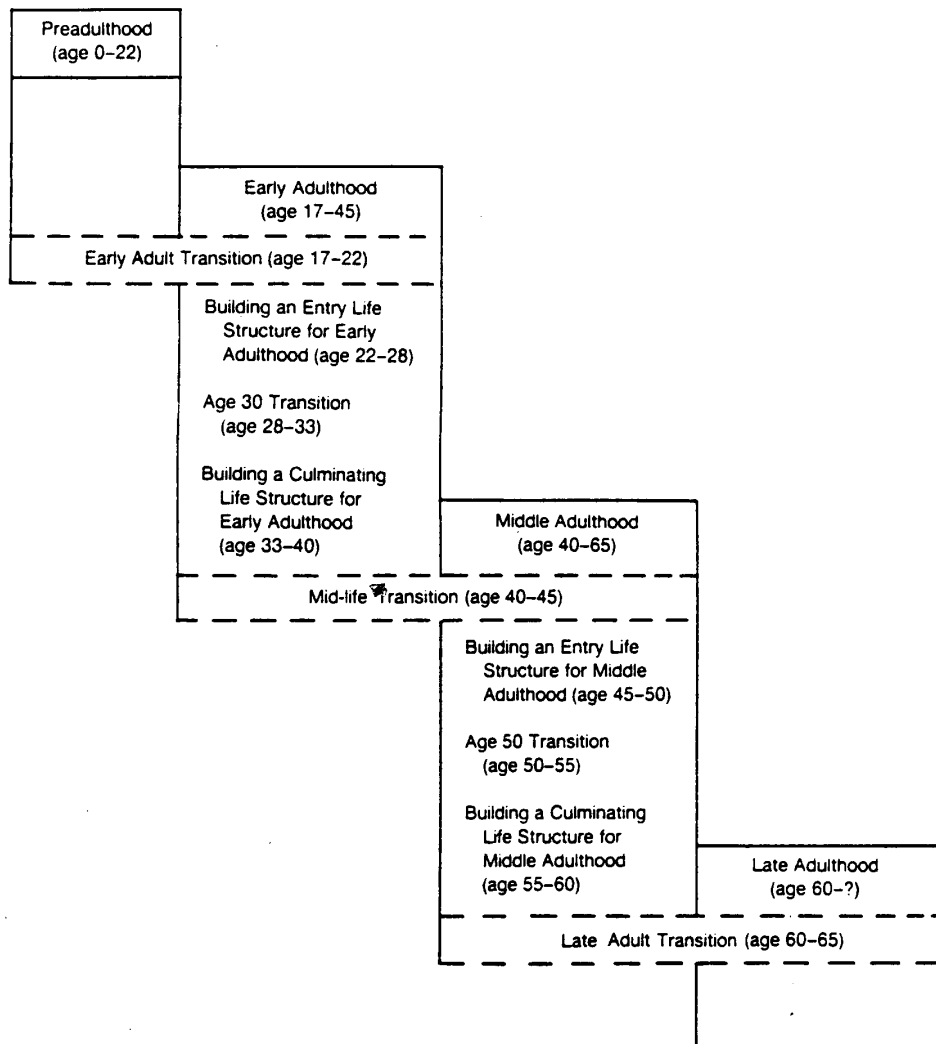 Preadulthood
(age 0–22)
Early Adulthood
(age 17–45)
Early Adult Transition (age 17–22)
Building an Entry Life
Structure for Early
Adulthood (age 22–28)
Age 30 Transition
(age 28–33)
Building a Culminating
Life Structure for
Early Adulthood
(age 33–40)
Middle Adulthood
(age 40–65)
Mid-life Transition (age 40–45)
Building an Entry Life
Structure for Middle
Adulthood (age 45–50)
Age 50 Transition
(age 50–55)
Building a Culminating
Life Structure for
Middle Adulthood
(age 55–60)
Late Adulthood
(age 60–?)
Late Adult Transition (age 60–65)